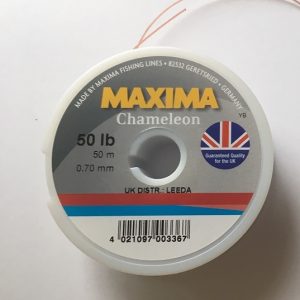 MADE BY MAXIMA FISHING LINES • 82532 GERETSRIED • GERMANY
MAXIMA
YB
Chameleon
50 lb
50 m
0,70 mm
Guaranteed Quality
for the UK
UK DISTR.: LEEDA
4 021097 003367